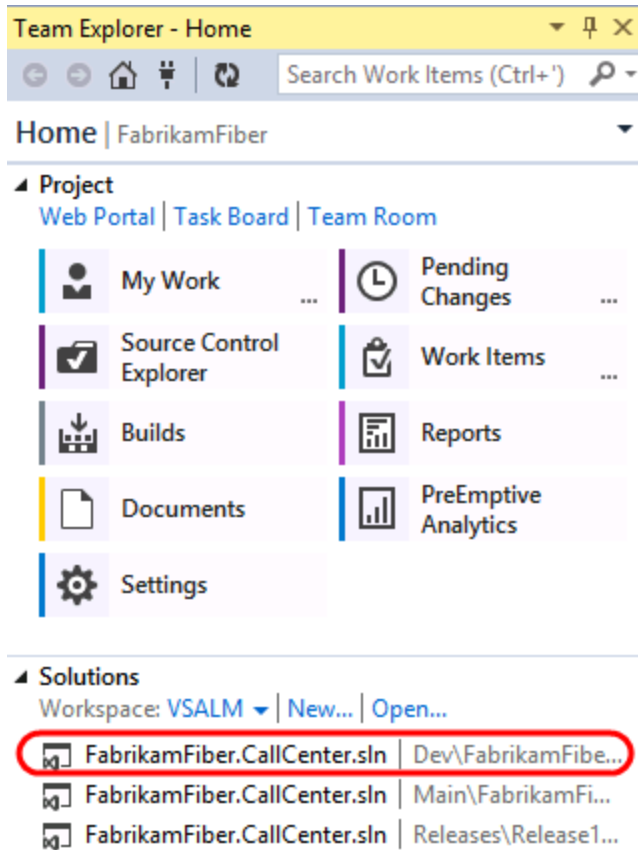 Team Explorer - Home
Search Work Items (Ctrl+')
Home | FabrikamFiber
Project
Web Portal | Task Board | Team Room
My Work ...
Pending
Changes ...
Source Control
Explorer
Work Items ...
Builds
Reports
Documents
PreEmptive
Analytics
Settings
Solutions
Workspace: VSALM | New... | Open...
FabrikamFiber.CallCenter.sln | Dev\FabrikamFibe...
FabrikamFiber.CallCenter.sln | Main\FabrikamFi...
FabrikamFiber.CallCenter.sln | Releases\Release1...